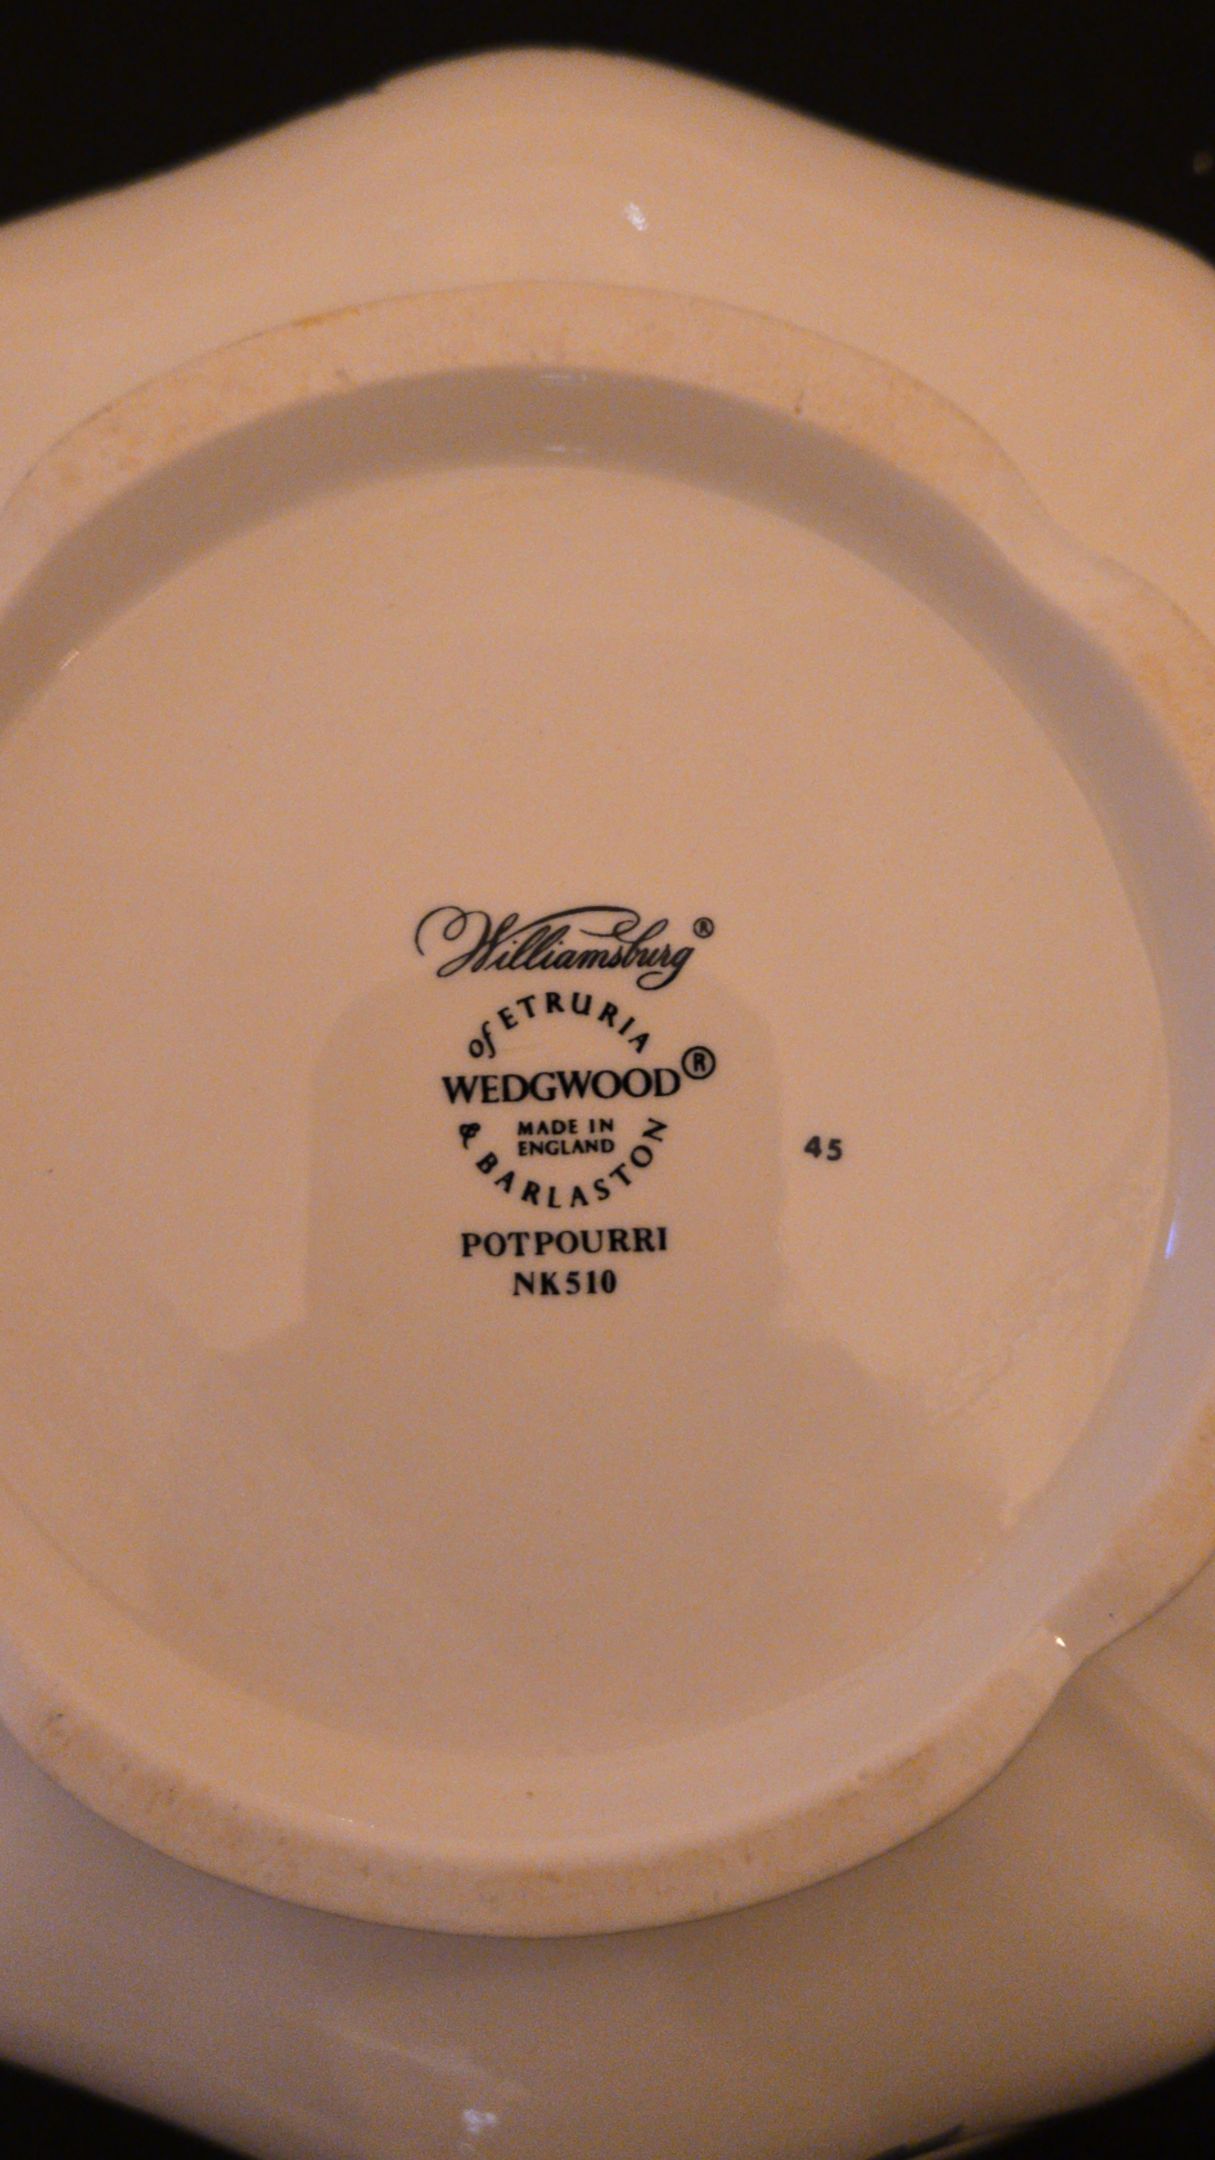 Williamsburg®
of ETRURIA
WEDGWOOD®
MADE IN
ENGLAND
& BARLASTON
45
POTPOURRI
NK510